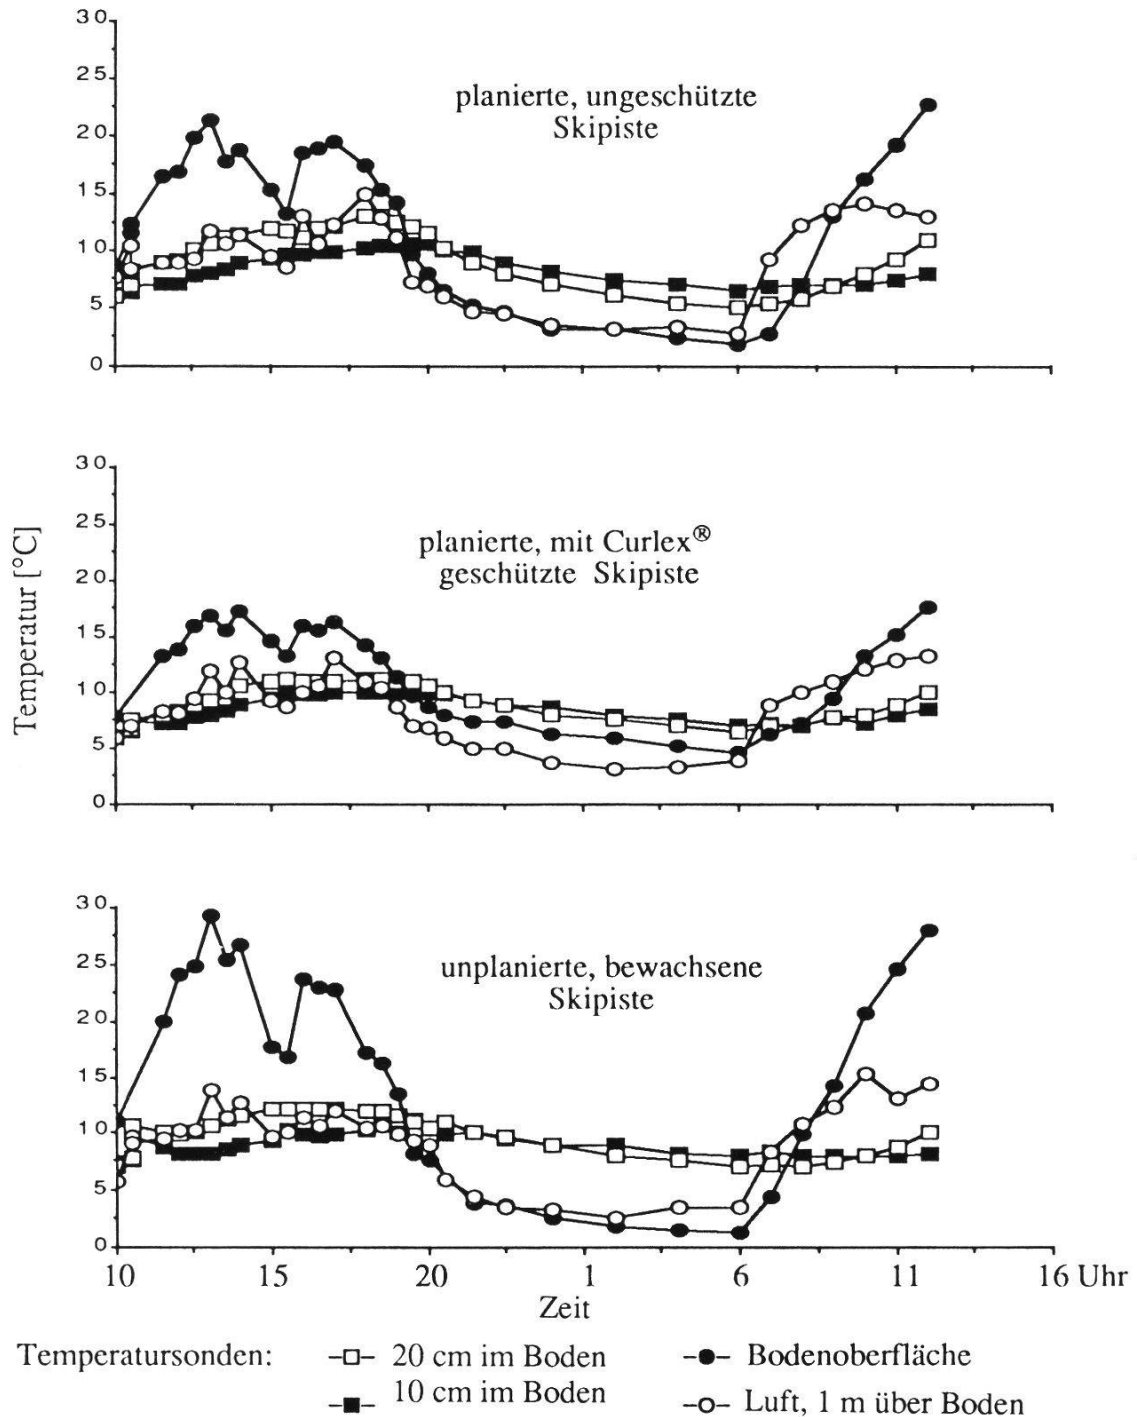 30
25
20
15
10
5
0
planierte, ungeschützte
Skipiste
30
25
20
15
10
5
0
planierte, mit Curlex®
geschützte Skipiste
Temperatur [°C]
30
25
20
15
10
5
0
unplanierte, bewachsene
Skipiste
10 15 20 1 6 11 16 Uhr
Zeit
Temperatursonden: 20 cm im Boden Bodenoberfläche
10 cm im Boden Luft, 1 m über Boden